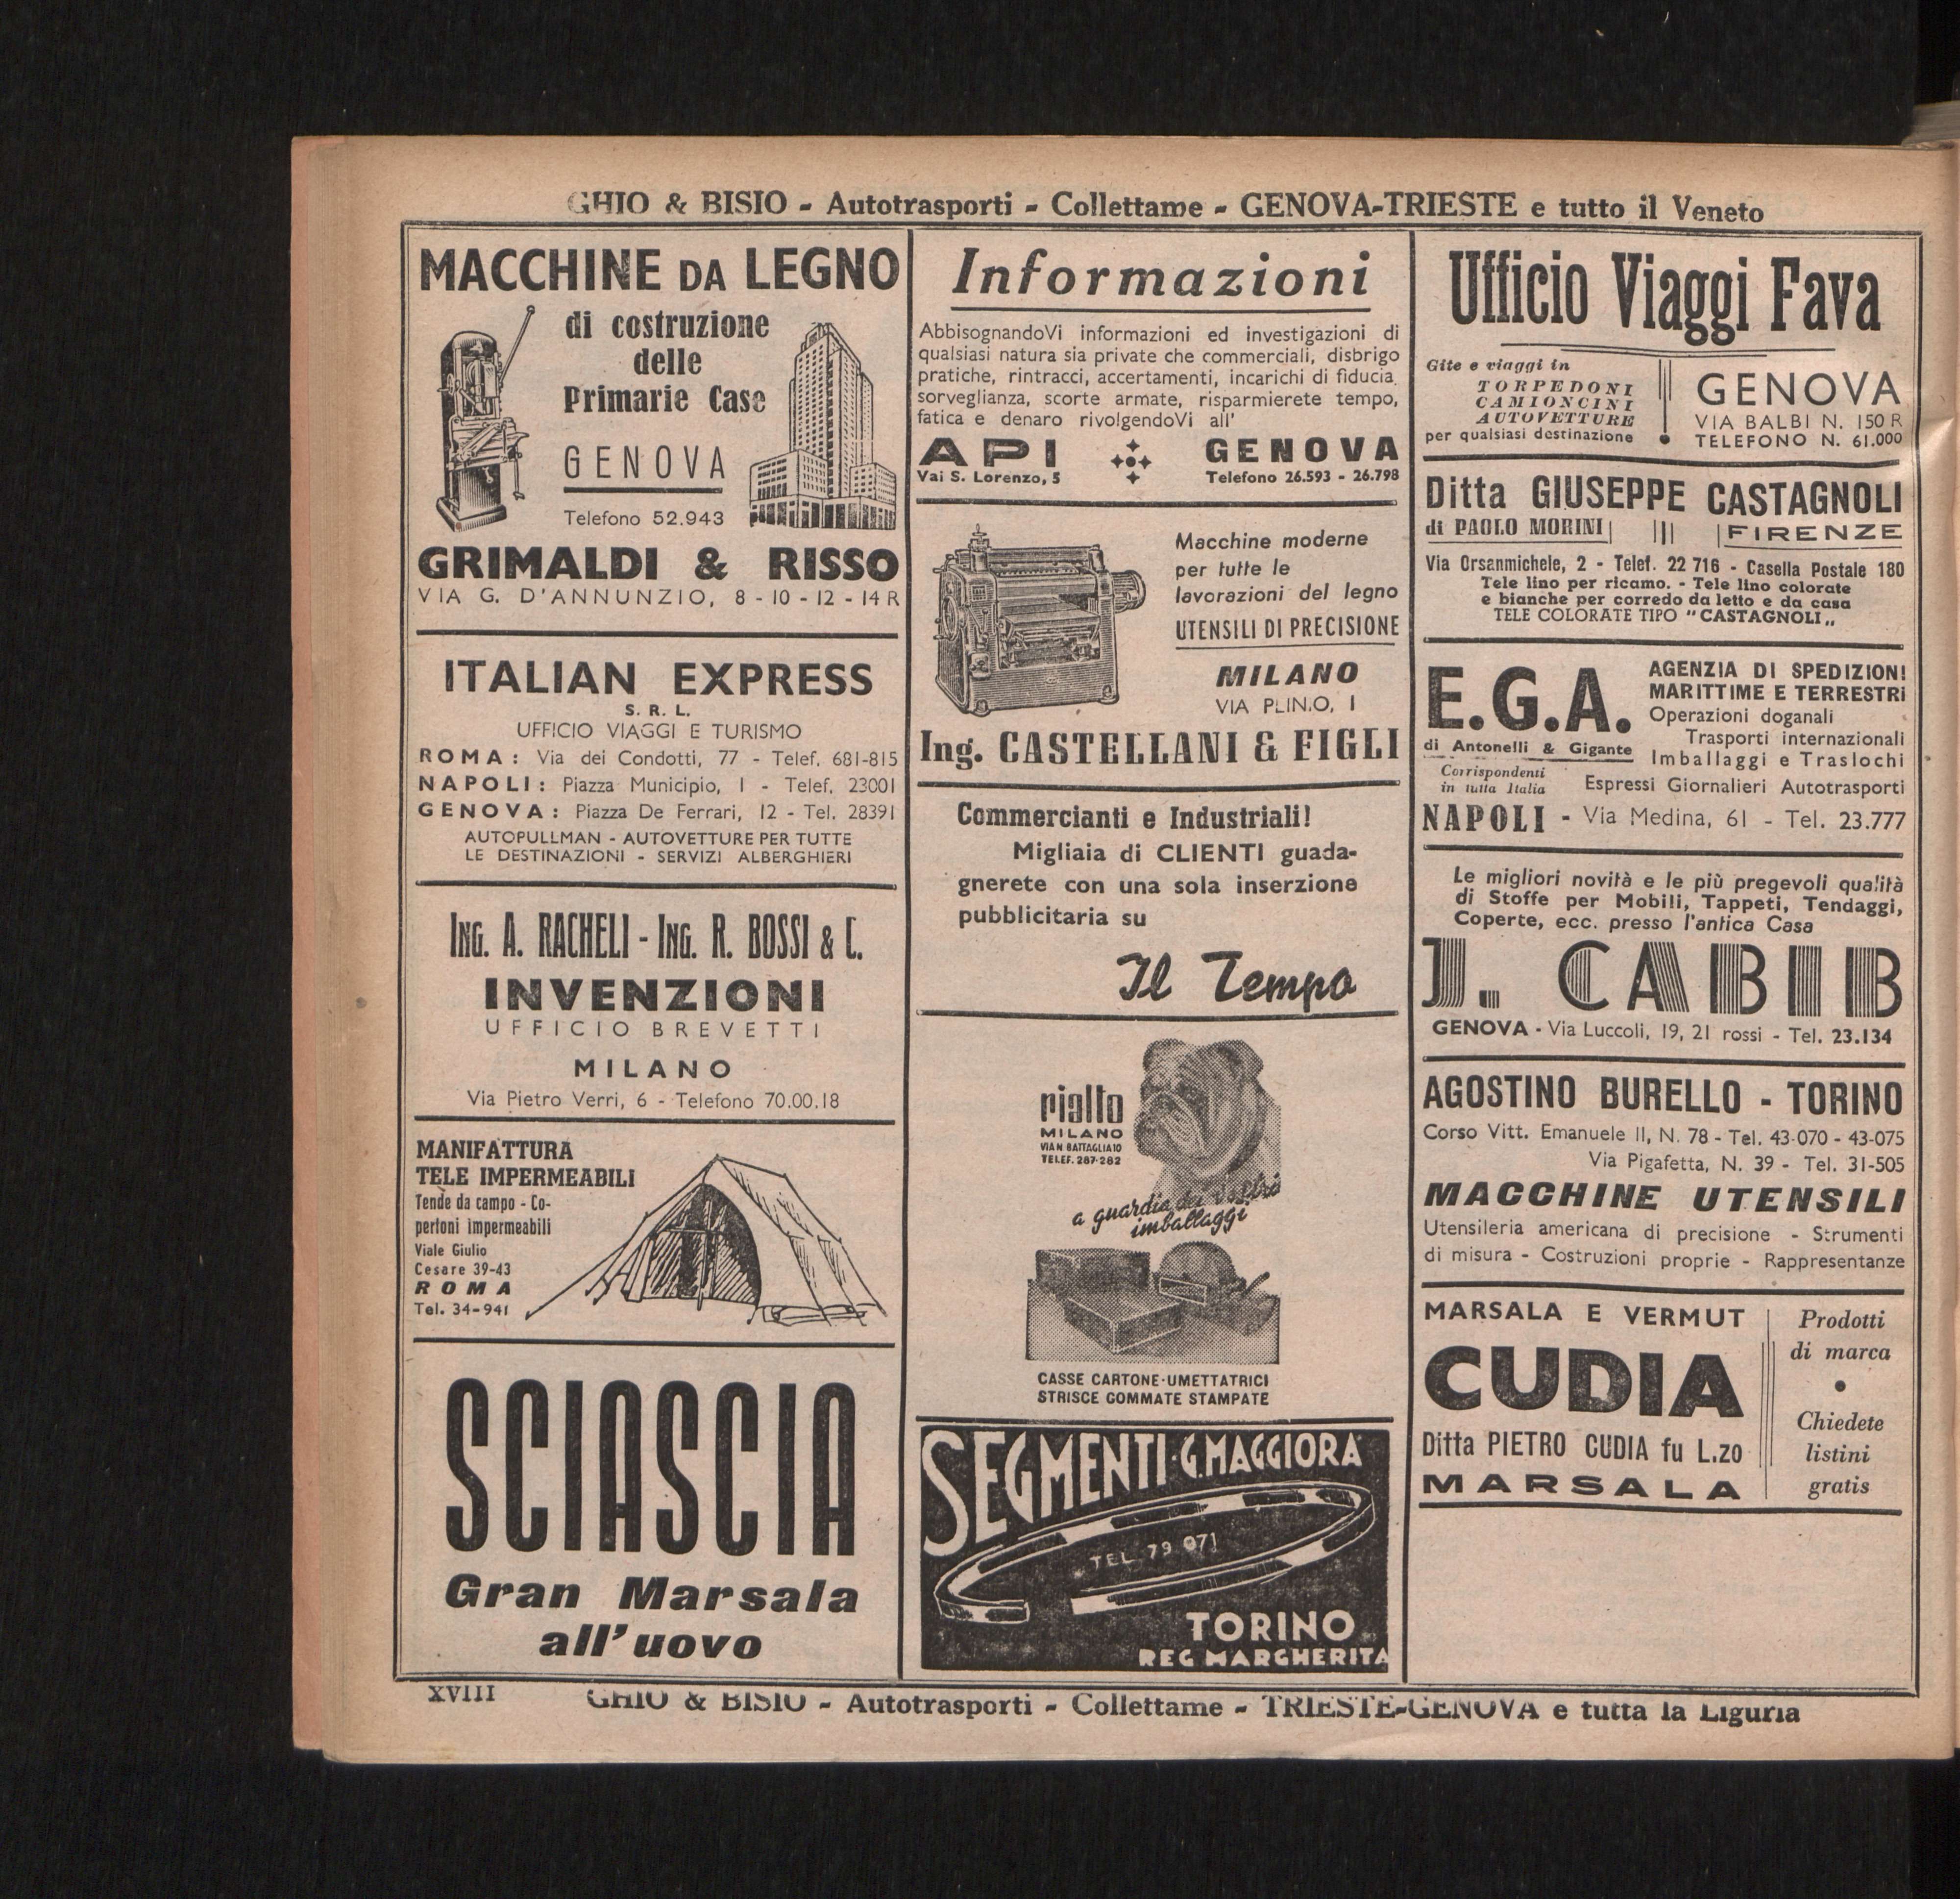 GHIO & BISIO - Autotrasporti - Collettame - GENOVA-TRIESTE e tutto il Veneto
MACCHINE DA LEGNO
di costruzione
delle
Primarie Case
GENOVA
Telefono 52.943
GRIMALDI & RISSO
VIA G. D'ANNUNZIO, 8 - 10 - 12 - 14 R
ITALIAN EXPRESS
S. R. L.
UFFICIO VIAGGI E TURISMO
ROMA: Via dei Condotti, 77 - Telef. 681-815
NAPOLI: Piazza Municipio, 1 - Telef. 23001
GENOVA: Piazza De Ferrari, 12 - Tel. 28391
AUTOPULLMAN - AUTOVETTURE PER TUTTE
LE DESTINAZIONI - SERVIZI ALBERGHIERI
ING. A. RACHELI - ING. R. BOSSI & C.
INVENZIONI
UFFICIO BREVETTI
MILANO
Via Pietro Verri, 6 - Telefono 70.00.18
MANIFATTURA
TELE IMPERMEABILI
Tende da campo - Co-
pertoni impermeabili
Viale Giulio
Cesare 39-43
ROMA
Tel. 34-941
SCIASCIA
Gran Marsala
all'uovo
Informazioni
AbbisognandoVi informazioni ed investigazioni di
qualsiasi natura sia private che commerciali, disbrigo
pratiche, rintracci, accertamenti, incarichi di fiducia,
sorveglianza, scorte armate, risparmierete tempo,
fatica e denaro rivolgendoVi all'
API GENOVA
Vai S. Lorenzo, 5 Telefono 26.593 - 26.798
Macchine moderne
per tutte le
lavorazioni del legno
UTENSILI DI PRECISIONE
MILANO
VIA PLINIO, 1
Ing. CASTELLANI & FIGLI
Commercianti e Industriali!
Migliaia di CLIENTI guada-
gnerete con una sola inserzione
pubblicitaria su
Il Tempo
rialto
MILANO
VIA N. BATTAGLIA 10
TELEF. 287-282
a guardia dei vostri
imballaggi
CASSE CARTONE-UMETTATRICI
STRISCE GOMMATE STAMPATE
SEGMENTI G. MAGGIORA
TEL. 79 071
TORINO
REG. MARGHERITA
Ufficio Viaggi Fava
Gite e viaggi in
TORPEDONI
CAMIONCINI
AUTOVETTURE
per qualsiasi destinazione
GENOVA
VIA BALBI N. 150 R
TELEFONO N. 61.000
Ditta GIUSEPPE CASTAGNOLI
di PAOLO MORINI FIRENZE
Via Orsanmichele, 2 - Telef. 22 716 - Casella Postale 180
Tele lino per ricamo. - Tele lino colorate
e bianche per corredo da letto e da casa
TELE COLORATE TIPO "CASTAGNOLI„
E.G.A.
di Antonelli & Gigante
Corrispondenti
in tutta Italia
AGENZIA DI SPEDIZIONI
MARITTIME E TERRESTRI
Operazioni doganali
Trasporti internazionali
Imballaggi e Traslochi
Espressi Giornalieri Autotrasporti
NAPOLI - Via Medina, 61 - Tel. 23.777
Le migliori novità e le più pregevoli qualità
di Stoffe per Mobili, Tappeti, Tendaggi,
Coperte, ecc. presso l'antica Casa
J. CABIB
GENOVA - Via Luccoli, 19, 21 rossi - Tel. 23.134
AGOSTINO BURELLO - TORINO
Corso Vitt. Emanuele II, N. 78 - Tel. 43-070 - 43-075
Via Pigafetta, N. 39 - Tel. 31-505
MACCHINE UTENSILI
Utensileria americana di precisione - Strumenti
di misura - Costruzioni proprie - Rappresentanze
MARSALA E VERMUT
CUDIA
Ditta PIETRO CUDIA fu L.zo
MARSALA
Prodotti
di marca
•
Chiedete
listini
gratis
XVIII
GHIO & BISIO - Autotrasporti - Collettame - TRIESTE-GENOVA e tutta la Liguria